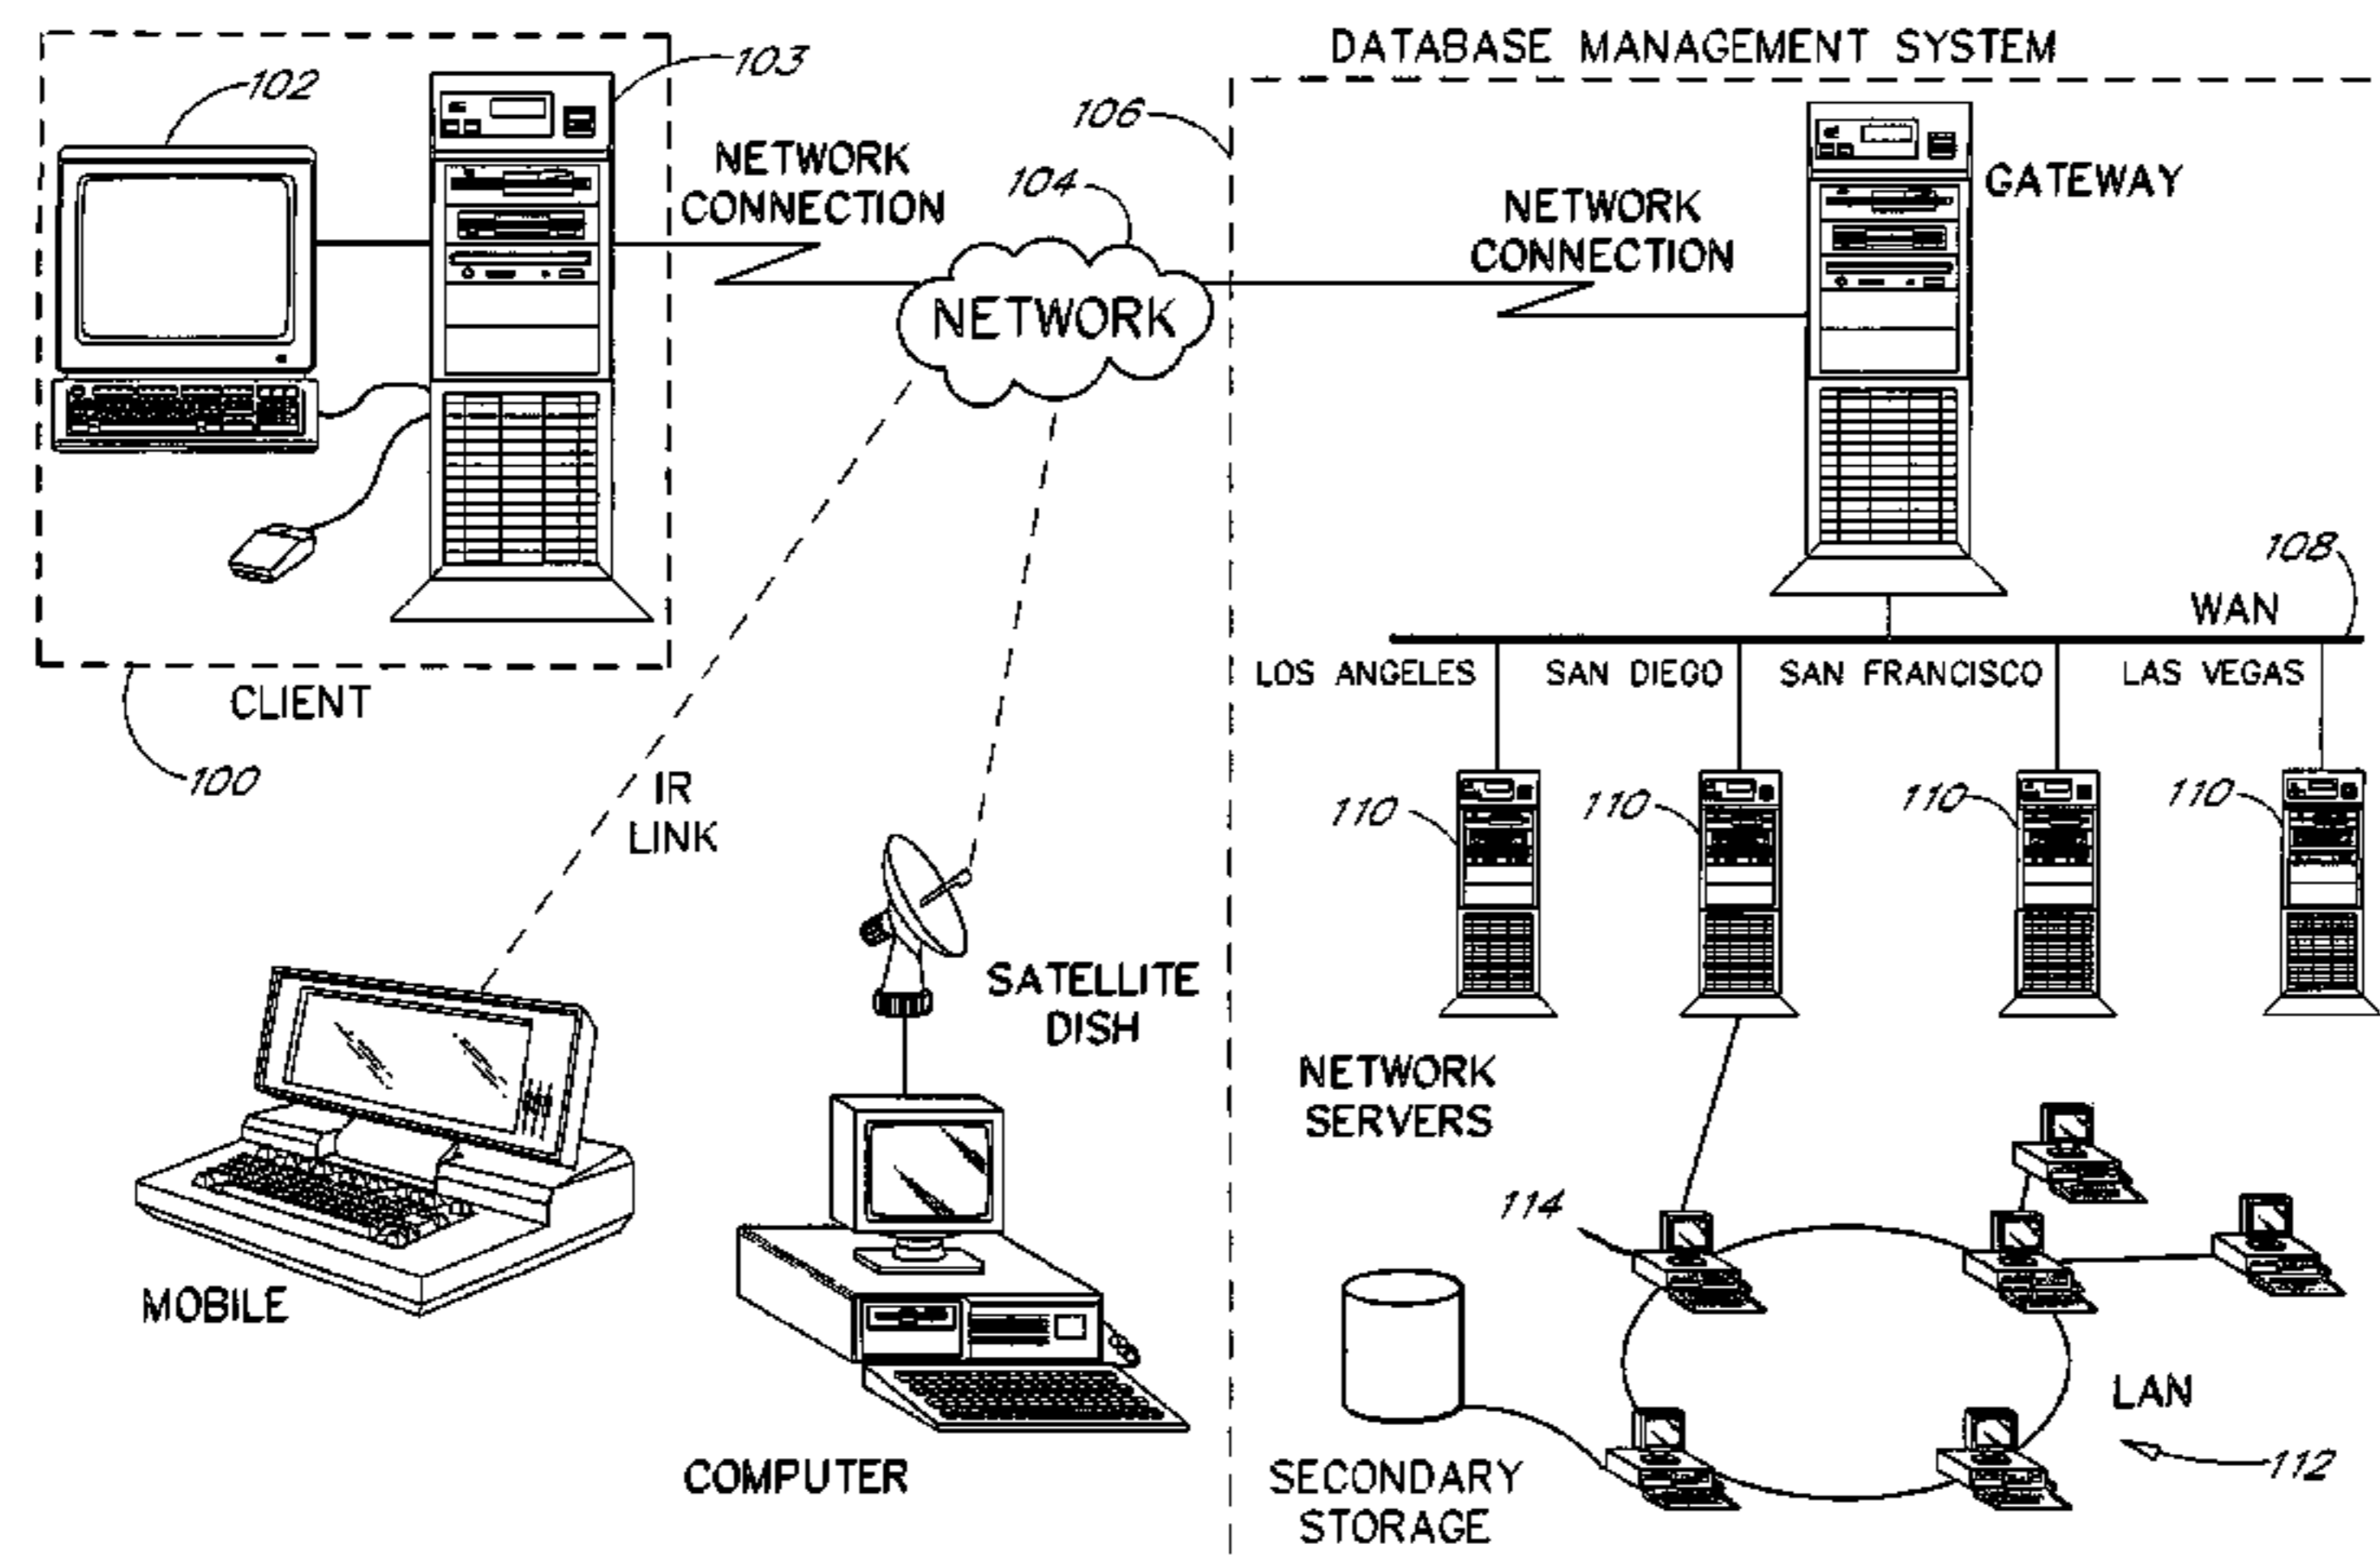 DATABASE MANAGEMENT SYSTEM
102
103
106
NETWORK
CONNECTION
104
NETWORK
CONNECTION
GATEWAY
NETWORK
108
WAN
CLIENT
100
LOS ANGELES
SAN DIEGO
SAN FRANCISCO
LAS VEGAS
IR
LINK
110
110
110
110
SATELLITE
DISH
NETWORK
SERVERS
114
MOBILE
LAN
112
COMPUTER
SECONDARY
STORAGE